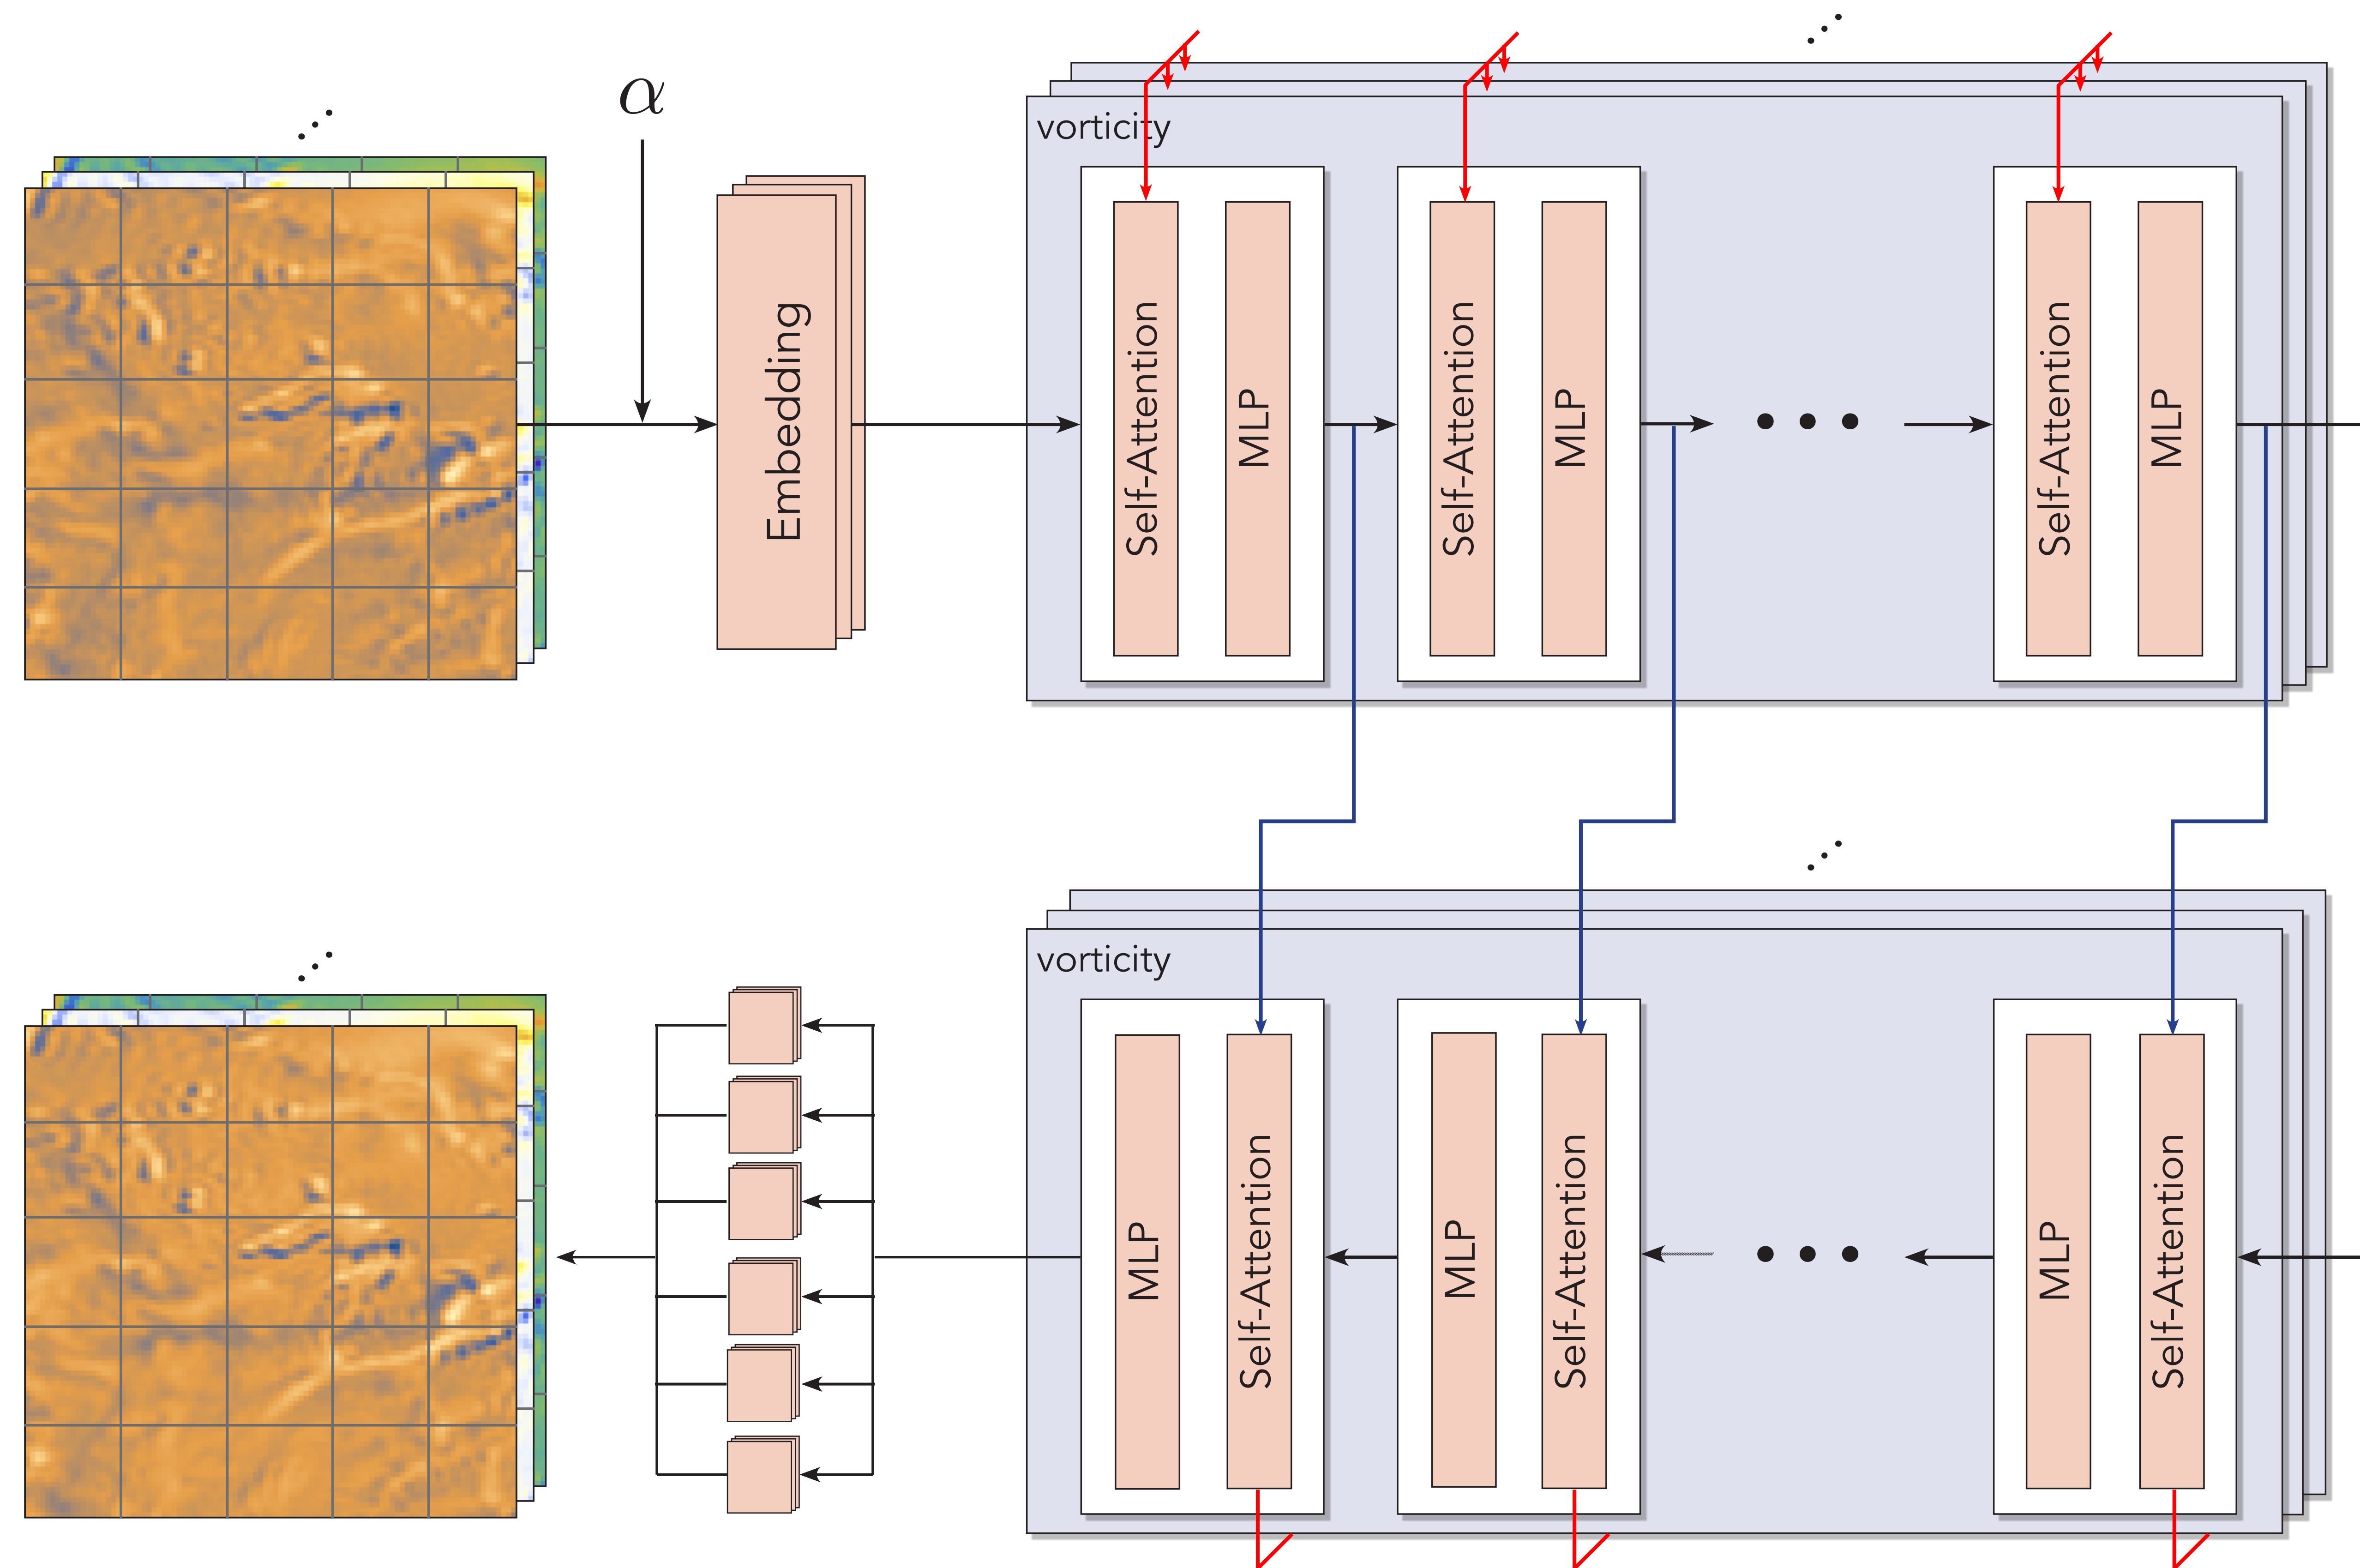 α
Embedding
vorticity
Self-Attention
MLP
Self-Attention
MLP
Self-Attention
MLP
vorticity
MLP
Self-Attention
MLP
Self-Attention
MLP
Self-Attention